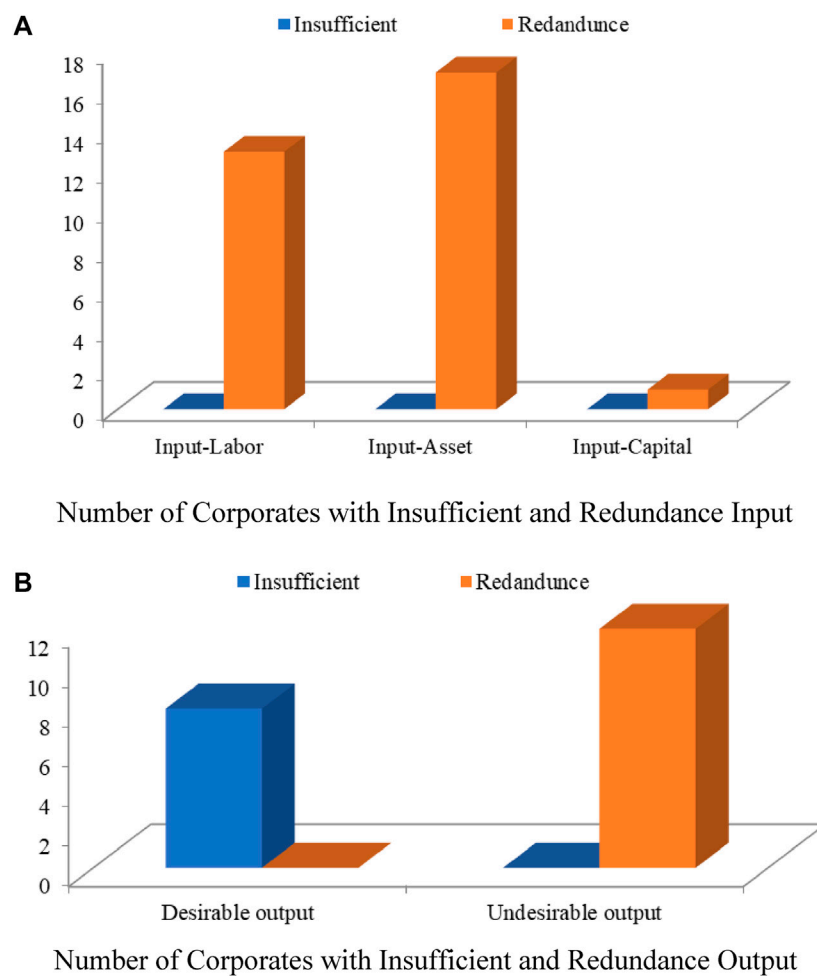 A
Insufficient Redandunce
18
16
14
12
10
8
6
4
2
0
Input-Labor Input-Asset Input-Capital
Number of Corporates with Insufficient and Redundance Input
B
Insufficient Redandunce
12
10
8
6
4
2
0
Desirable output Undesirable output
Number of Corporates with Insufficient and Redundance Output